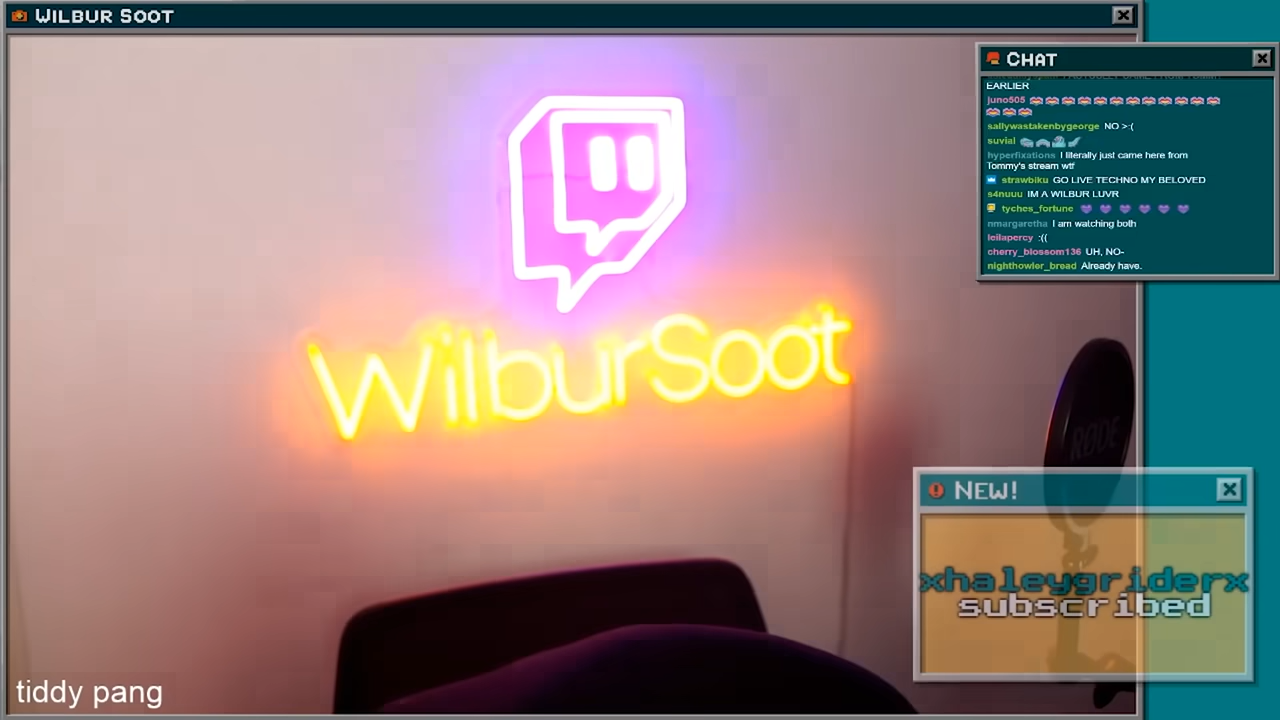 WILBUR SOOT
CHAT
EARLIER
juno505
sallywastakenbygeorge NO >:(
suvial
hyperfixations I literally just came here from
Tommy's stream wtf
strawbiku GO LIVE TECHNO MY BELOVED
s4nuuu IM A WILBUR LUVR
tyches_fortune
nmargaretha I am watching both
leilapercy :((
cherry_blossom136 UH, NO-
nighthowler_bread Already have.
WilburSoot
RØDE
NEW!
xhaleygriderx
subscribed
tiddy pang